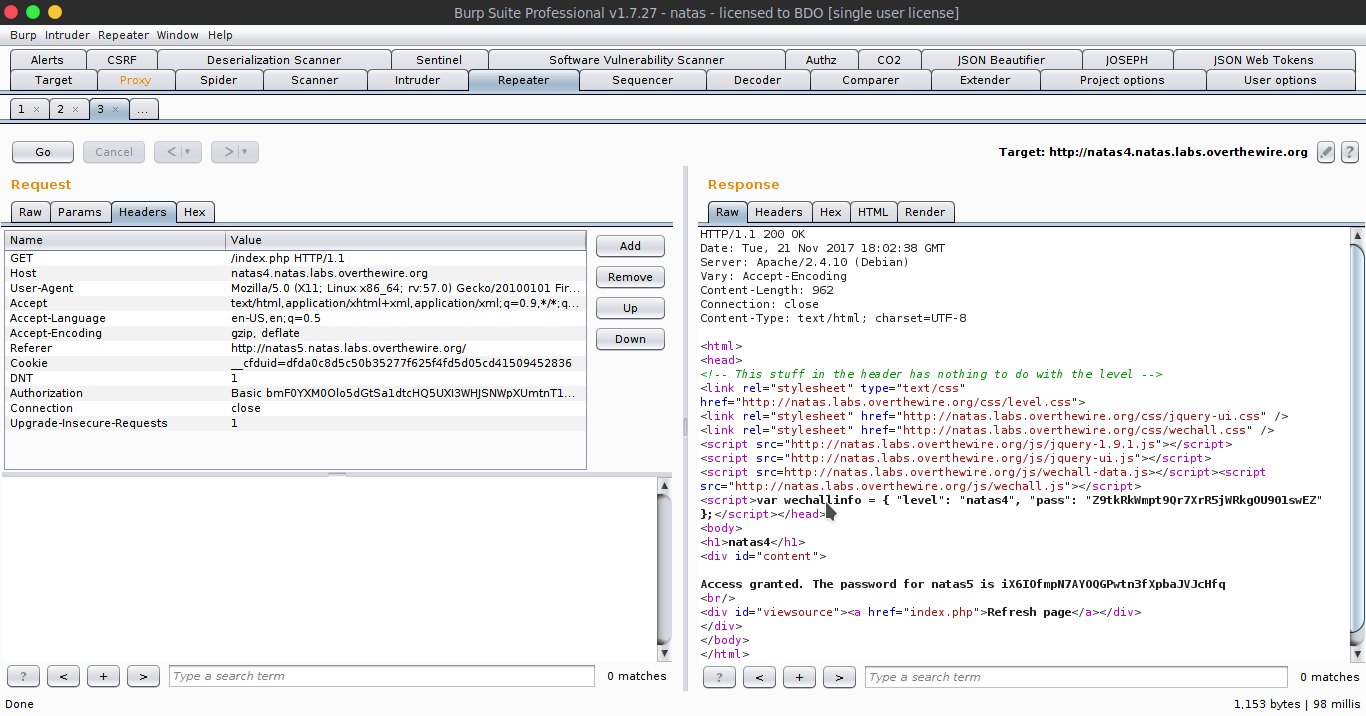 Burp Suite Professional v1.7.27 - natas - licensed to BDO [single user license]
Burp Intruder Repeater Window Help
Alerts CSRF Deserialization Scanner Sentinel Software Vulnerability Scanner Authz CO2 JSON Beautifier JOSEPH JSON Web Tokens
Target Proxy Spider Scanner Intruder Repeater Sequencer Decoder Comparer Extender Project options User options
1 × 2 × 3 × ...
Go Cancel < > Target: http://natas4.natas.labs.overthewire.org ?
Request
Raw Params Headers Hex
Name Value
GET /index.php HTTP/1.1
Host natas4.natas.labs.overthewire.org
User-Agent Mozilla/5.0 (X11; Linux x86_64; rv:57.0) Gecko/20100101 Fir...
Accept text/html,application/xhtml+xml,application/xml;q=0.9,*/*;q...
Accept-Language en-US,en;q=0.5
Accept-Encoding gzip, deflate
Referer http://natas5.natas.labs.overthewire.org/
Cookie __cfduid=dfda0c8d5c50b35277f625f4fd5d05cd41509452836
DNT 1
Authorization Basic bmF0YXM0Olo5dGtSa1dtcHQ5UXI3WHJSNWpXUmtnT1...
Connection close
Upgrade-Insecure-Requests 1
Add
Remove
Up
Down
? < + > Type a search term 0 matches
Response
Raw Headers Hex HTML Render
HTTP/1.1 200 OK
Date: Tue, 21 Nov 2017 18:02:38 GMT
Server: Apache/2.4.10 (Debian)
Vary: Accept-Encoding
Content-Length: 962
Connection: close
Content-Type: text/html; charset=UTF-8
<html>
<head>
<!-- This stuff in the header has nothing to do with the level -->
<link rel="stylesheet" type="text/css"
href="http://natas.labs.overthewire.org/css/level.css">
<link rel="stylesheet" href="http://natas.labs.overthewire.org/css/jquery-ui.css" />
<link rel="stylesheet" href="http://natas.labs.overthewire.org/css/wechall.css" />
<script src="http://natas.labs.overthewire.org/js/jquery-1.9.1.js"></script>
<script src="http://natas.labs.overthewire.org/js/jquery-ui.js"></script>
<script src=http://natas.labs.overthewire.org/js/wechall-data.js></script><script
src="http://natas.labs.overthewire.org/js/wechall.js"></script>
<script>var wechallinfo = { "level": "natas4", "pass": "Z9tkRkWmpt9Qr7XrR5jWRkgOU901swEZ"
};</script></head>
<body>
<h1>natas4</h1>
<div id="content">
Access granted. The password for natas5 is iX6IOfmpN7AYOQGPwtn3fXpbaJVJcHfq
<br/>
<div id="viewsource"><a href="index.php">Refresh page</a></div>
</div>
</body>
</html>
? < + > Type a search term 0 matches
Done 1,153 bytes | 98 millis